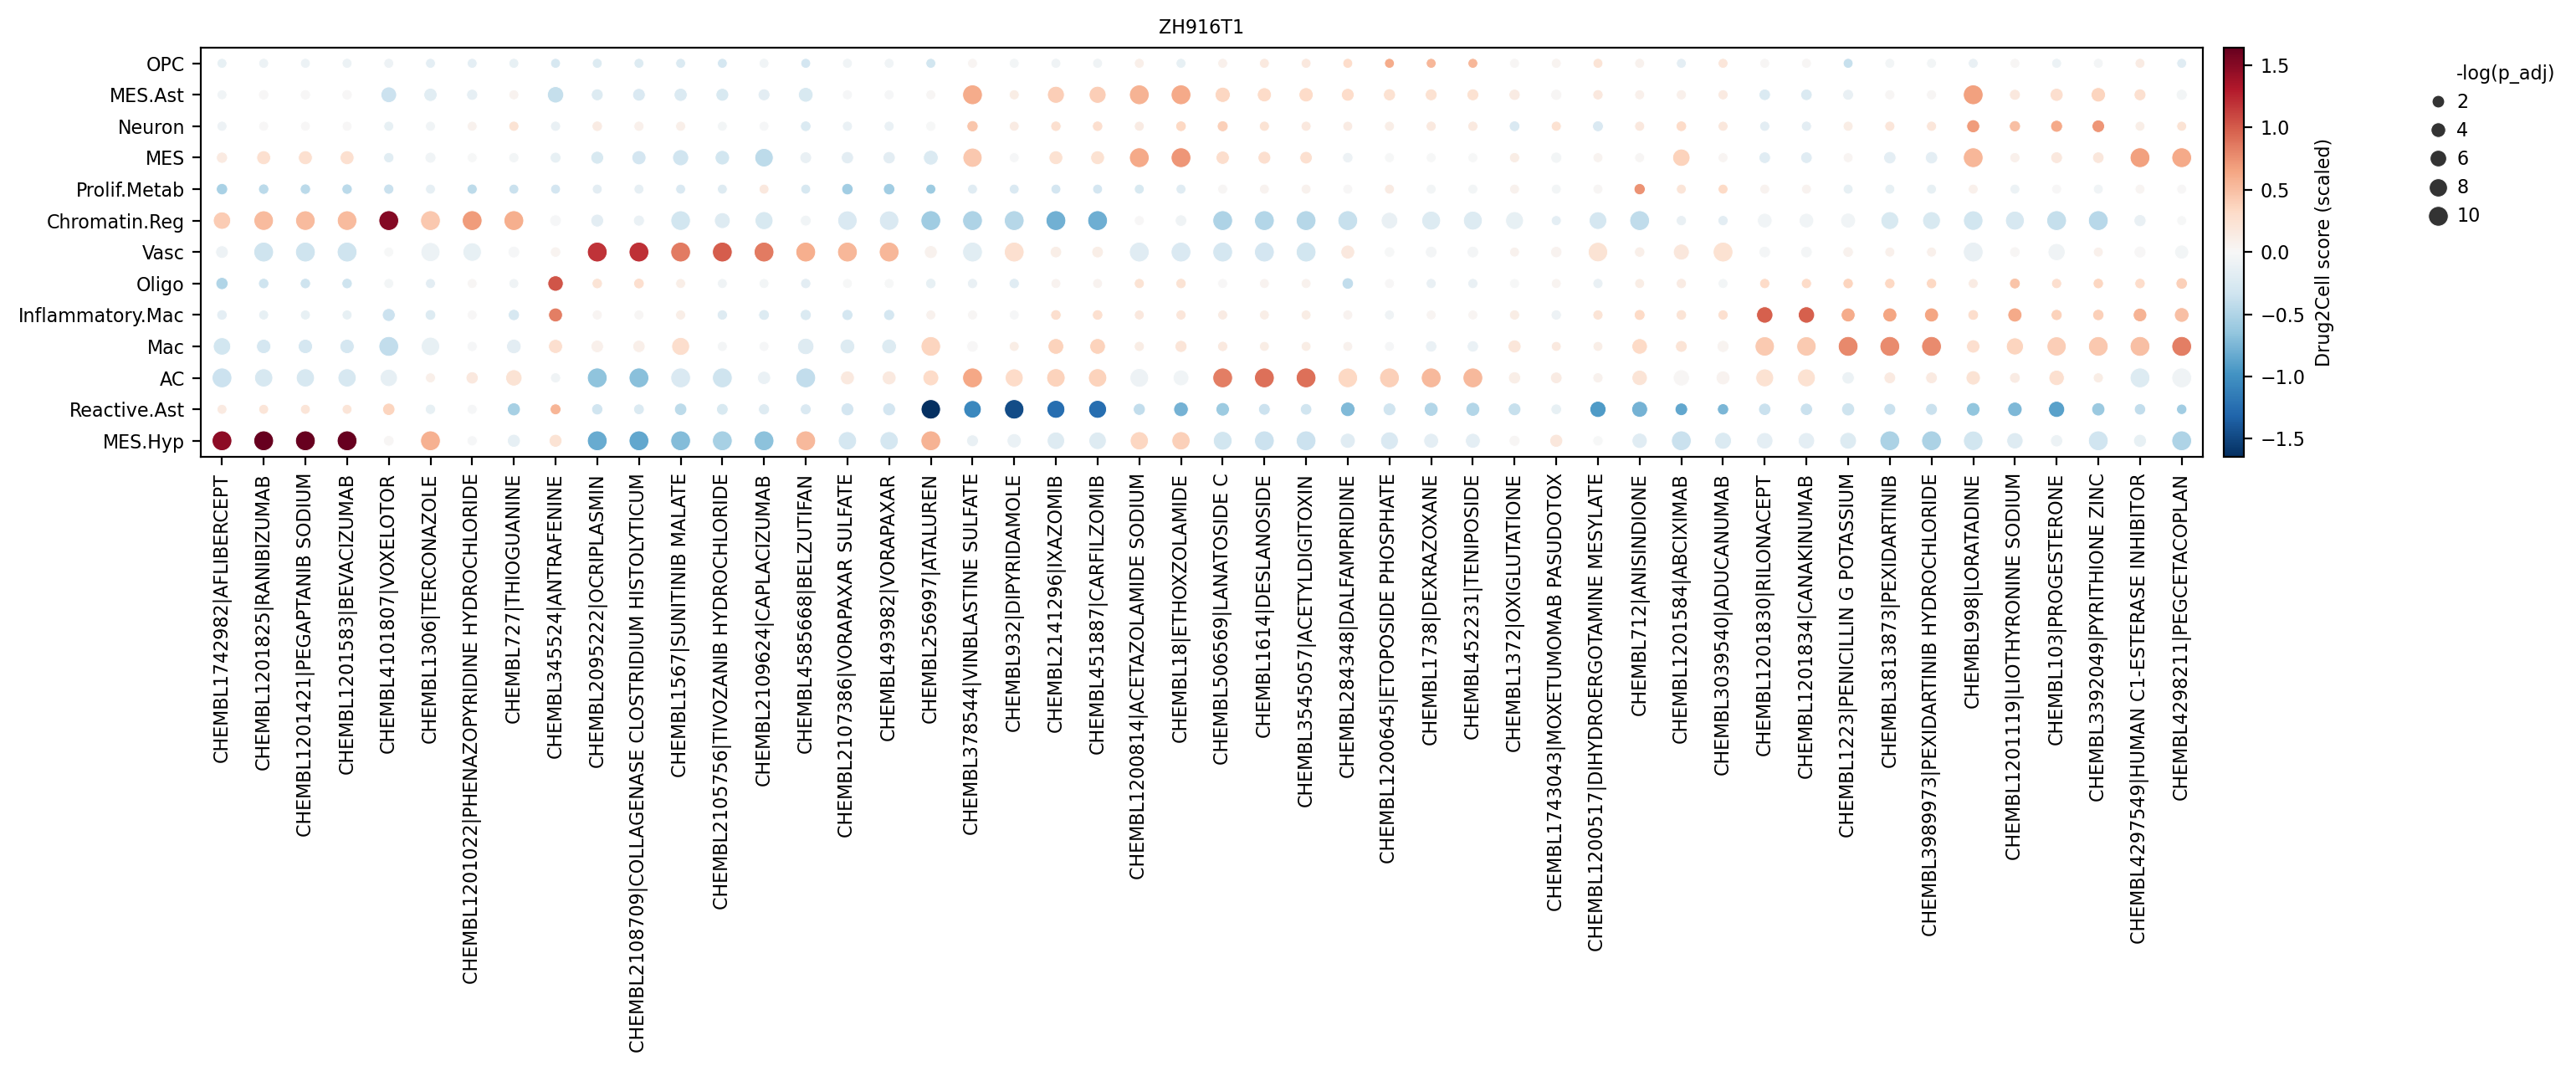 ZH916T1
OPC
MES.Ast
Neuron
MES
Prolif.Metab
Chromatin.Reg
Vasc
Oligo
Inflammatory.Mac
Mac
AC
Reactive.Ast
MES.Hyp
CHEMBL1742982|AFLIBERCEPT
CHEMBL1201825|RANIBIZUMAB
CHEMBL1201421|PEGAPTANIB SODIUM
CHEMBL1201583|BEVACIZUMAB
CHEMBL4101807|VOXELOTOR
CHEMBL1306|TERCONAZOLE
CHEMBL1201022|PHENAZOPYRIDINE HYDROCHLORIDE
CHEMBL727|THIOGUANINE
CHEMBL345524|ANTRAFENINE
CHEMBL2095222|OCRIPLASMIN
CHEMBL2108709|COLLAGENASE CLOSTRIDIUM HISTOLYTICUM
CHEMBL1567|SUNITINIB MALATE
CHEMBL2105756|TIVOZANIB HYDROCHLORIDE
CHEMBL2109624|CAPLACIZUMAB
CHEMBL4585668|BELZUTIFAN
CHEMBL2107386|VORAPAXAR SULFATE
CHEMBL493982|VORAPAXAR
CHEMBL256997|ATALUREN
CHEMBL378544|VINBLASTINE SULFATE
CHEMBL932|DIPYRIDAMOLE
CHEMBL2141296|IXAZOMIB
CHEMBL451887|CARFILZOMIB
CHEMBL1200814|ACETAZOLAMIDE SODIUM
CHEMBL18|ETHOXZOLAMIDE
CHEMBL506569|LANATOSIDE C
CHEMBL1614|DESLANOSIDE
CHEMBL3545057|ACETYLDIGITOXIN
CHEMBL284348|DALFAMPRIDINE
CHEMBL1200645|ETOPOSIDE PHOSPHATE
CHEMBL1738|DEXRAZOXANE
CHEMBL452231|TENIPOSIDE
CHEMBL1372|OXIGLUTATIONE
CHEMBL1743043|MOXETUMOMAB PASUDOTOX
CHEMBL1200517|DIHYDROERGOTAMINE MESYLATE
CHEMBL712|ANISINDIONE
CHEMBL1201584|ABCIXIMAB
CHEMBL3039540|ADUCANUMAB
CHEMBL1201830|RILONACEPT
CHEMBL1201834|CANAKINUMAB
CHEMBL1223|PENICILLIN G POTASSIUM
CHEMBL3813873|PEXIDARTINIB
CHEMBL3989973|PEXIDARTINIB HYDROCHLORIDE
CHEMBL998|LORATADINE
CHEMBL1201119|LIOTHYRONINE SODIUM
CHEMBL103|PROGESTERONE
CHEMBL3392049|PYRITHIONE ZINC
CHEMBL4297549|HUMAN C1-ESTERASE INHIBITOR
CHEMBL4298211|PEGCETACOPLAN
1.5
1.0
0.5
0.0
−0.5
−1.0
−1.5
Drug2Cell score (scaled)
-log(p_adj)
2
4
6
8
10